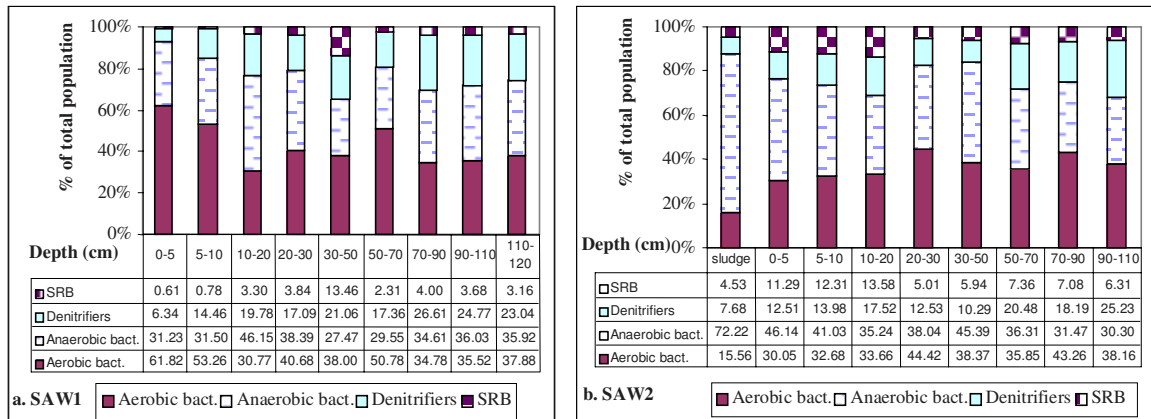 % of total population
100%
80%
60%
40%
20%
0%
Depth (cm) 0-5 5-10 10-20 20-30 30-50 50-70 70-90 90-110 110-120
SRB 0.61 0.78 3.30 3.84 13.46 2.31 4.00 3.68 3.16
Denitrifiers 6.34 14.46 19.78 17.09 21.06 17.36 26.61 24.77 23.04
Anaerobic bact. 31.23 31.50 46.15 38.39 27.47 29.55 34.61 36.03 35.92
Aerobic bact. 61.82 53.26 30.77 40.68 38.00 50.78 34.78 35.52 37.88
a. SAW1 Aerobic bact. Anaerobic bact. Denitrifiers SRB
% of total population
100%
80%
60%
40%
20%
0%
Depth (cm) sludge 0-5 5-10 10-20 20-30 30-50 50-70 70-90 90-110
SRB 4.53 11.29 12.31 13.58 5.01 5.94 7.36 7.08 6.31
Denitrifiers 7.68 12.51 13.98 17.52 12.53 10.29 20.48 18.19 25.23
Anaerobic bact. 72.22 46.14 41.03 35.24 38.04 45.39 36.31 31.47 30.30
Aerobic bact. 15.56 30.05 32.68 33.66 44.42 38.37 35.85 43.26 38.16
b. SAW2 Aerobic bact. Anaerobic bact. Denitrifiers SRB